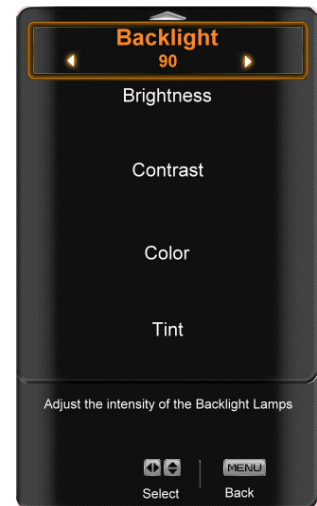 Backlight
90
Brightness
Contrast
Color
Tint
Adjust the intensity of the Backlight Lamps
MENU
Select
Back